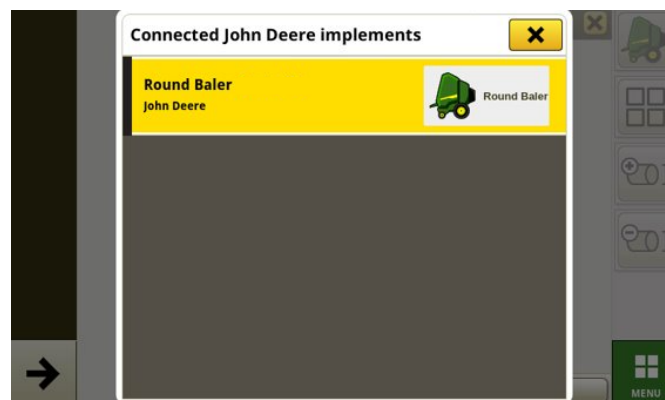 Connected John Deere implements
Round Baler
John Deere
Round Baler
MENU